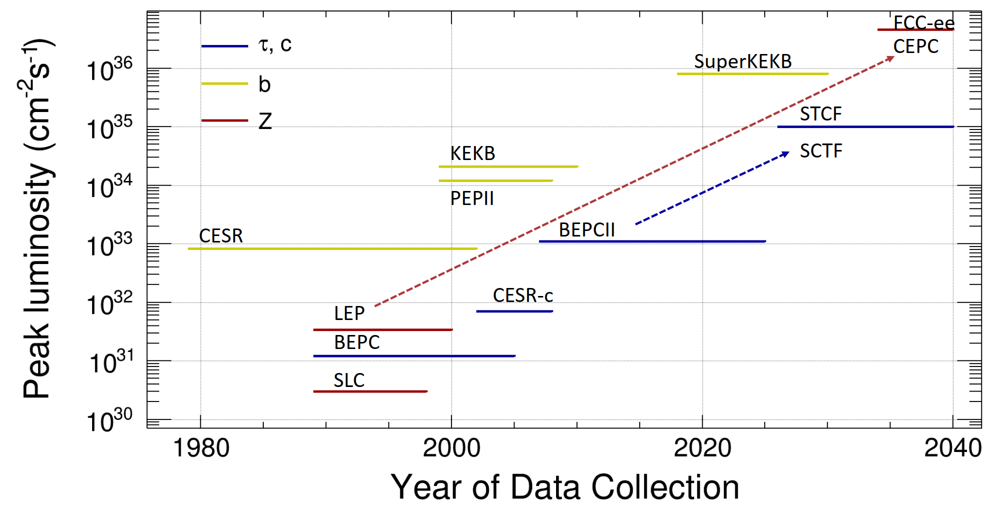 FCC-ee
τ, c
CEPC
SuperKEKB
10^36
b
STCF
Z
10^35
SCTF
KEKB
10^34
PEPII
BEPCII
CESR
10^33
CESR-c
10^32
LEP
BEPC
10^31
SLC
10^30
Peak luminosity (cm^-2s^-1)
1980 2000 2020 2040
Year of Data Collection